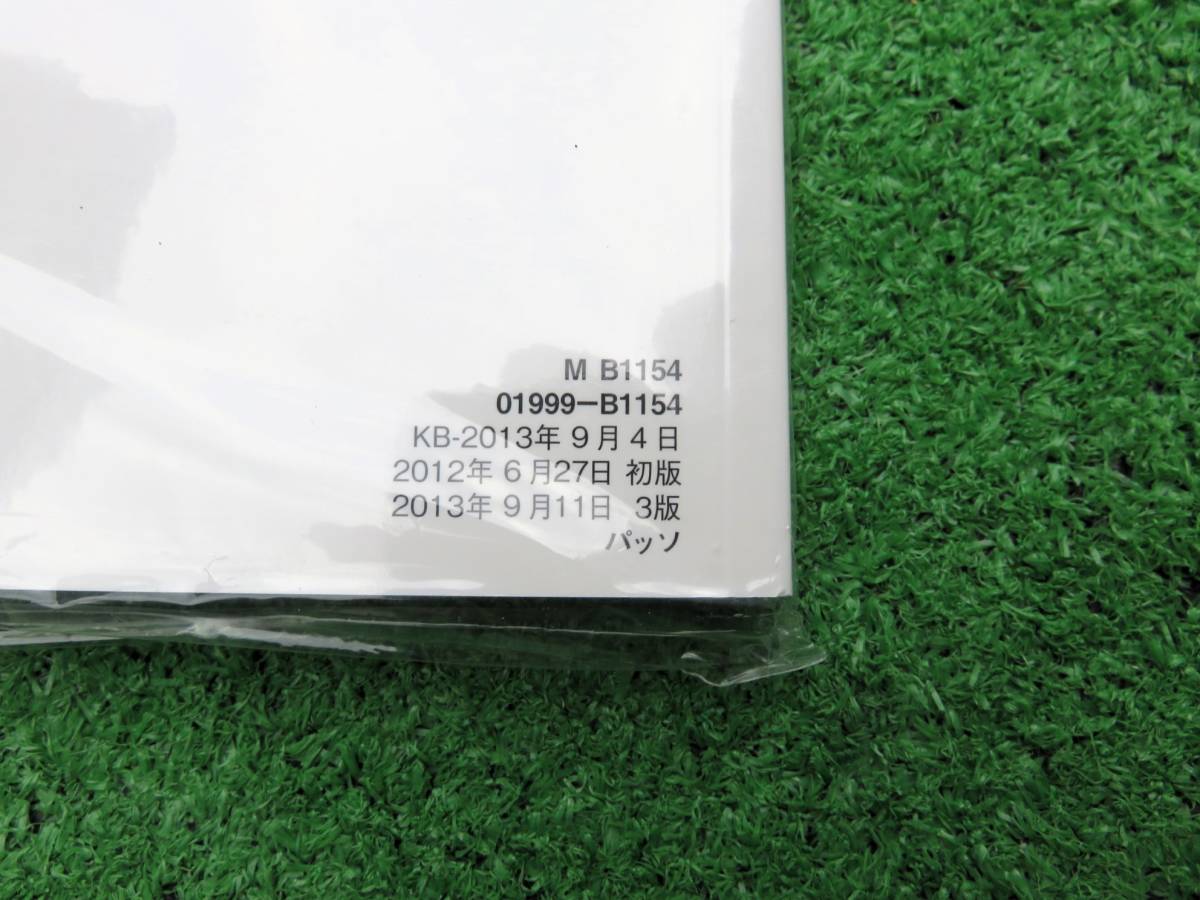 M B1154
01999−B1154
KB-2013年 9月 4日
2012年 6月27日 初版
2013年 9月11日 3版
パッソ